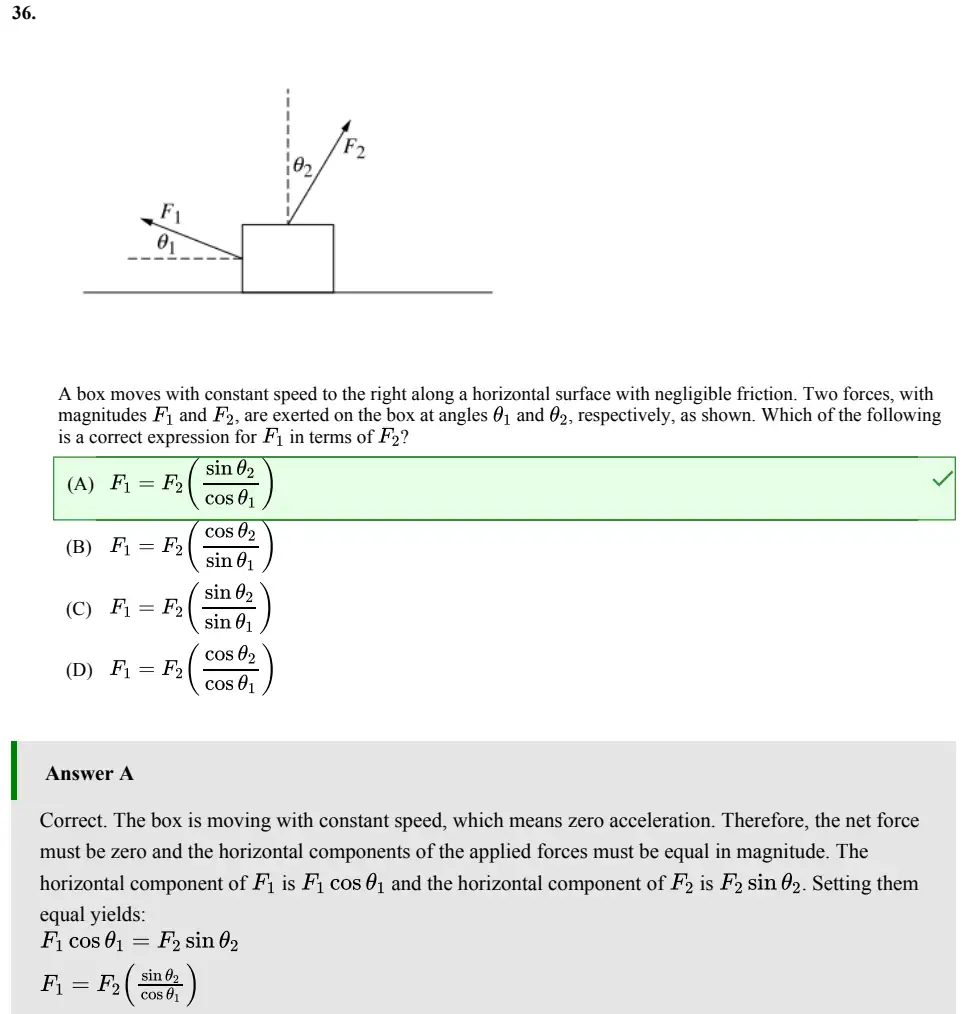 36.
F₂
θ₂
F₁
θ₁
A box moves with constant speed to the right along a horizontal surface with negligible friction. Two forces, with
magnitudes F₁ and F₂, are exerted on the box at angles θ₁ and θ₂, respectively, as shown. Which of the following
is a correct expression for F₁ in terms of F₂?
(A) F₁ = F₂(sin θ₂ / cos θ₁)
(B) F₁ = F₂(cos θ₂ / sin θ₁)
(C) F₁ = F₂(sin θ₂ / sin θ₁)
(D) F₁ = F₂(cos θ₂ / cos θ₁)
Answer A
Correct. The box is moving with constant speed, which means zero acceleration. Therefore, the net force
must be zero and the horizontal components of the applied forces must be equal in magnitude. The
horizontal component of F₁ is F₁ cos θ₁ and the horizontal component of F₂ is F₂ sin θ₂. Setting them
equal yields:
F₁ cos θ₁ = F₂ sin θ₂
F₁ = F₂(sin θ₂ / cos θ₁)